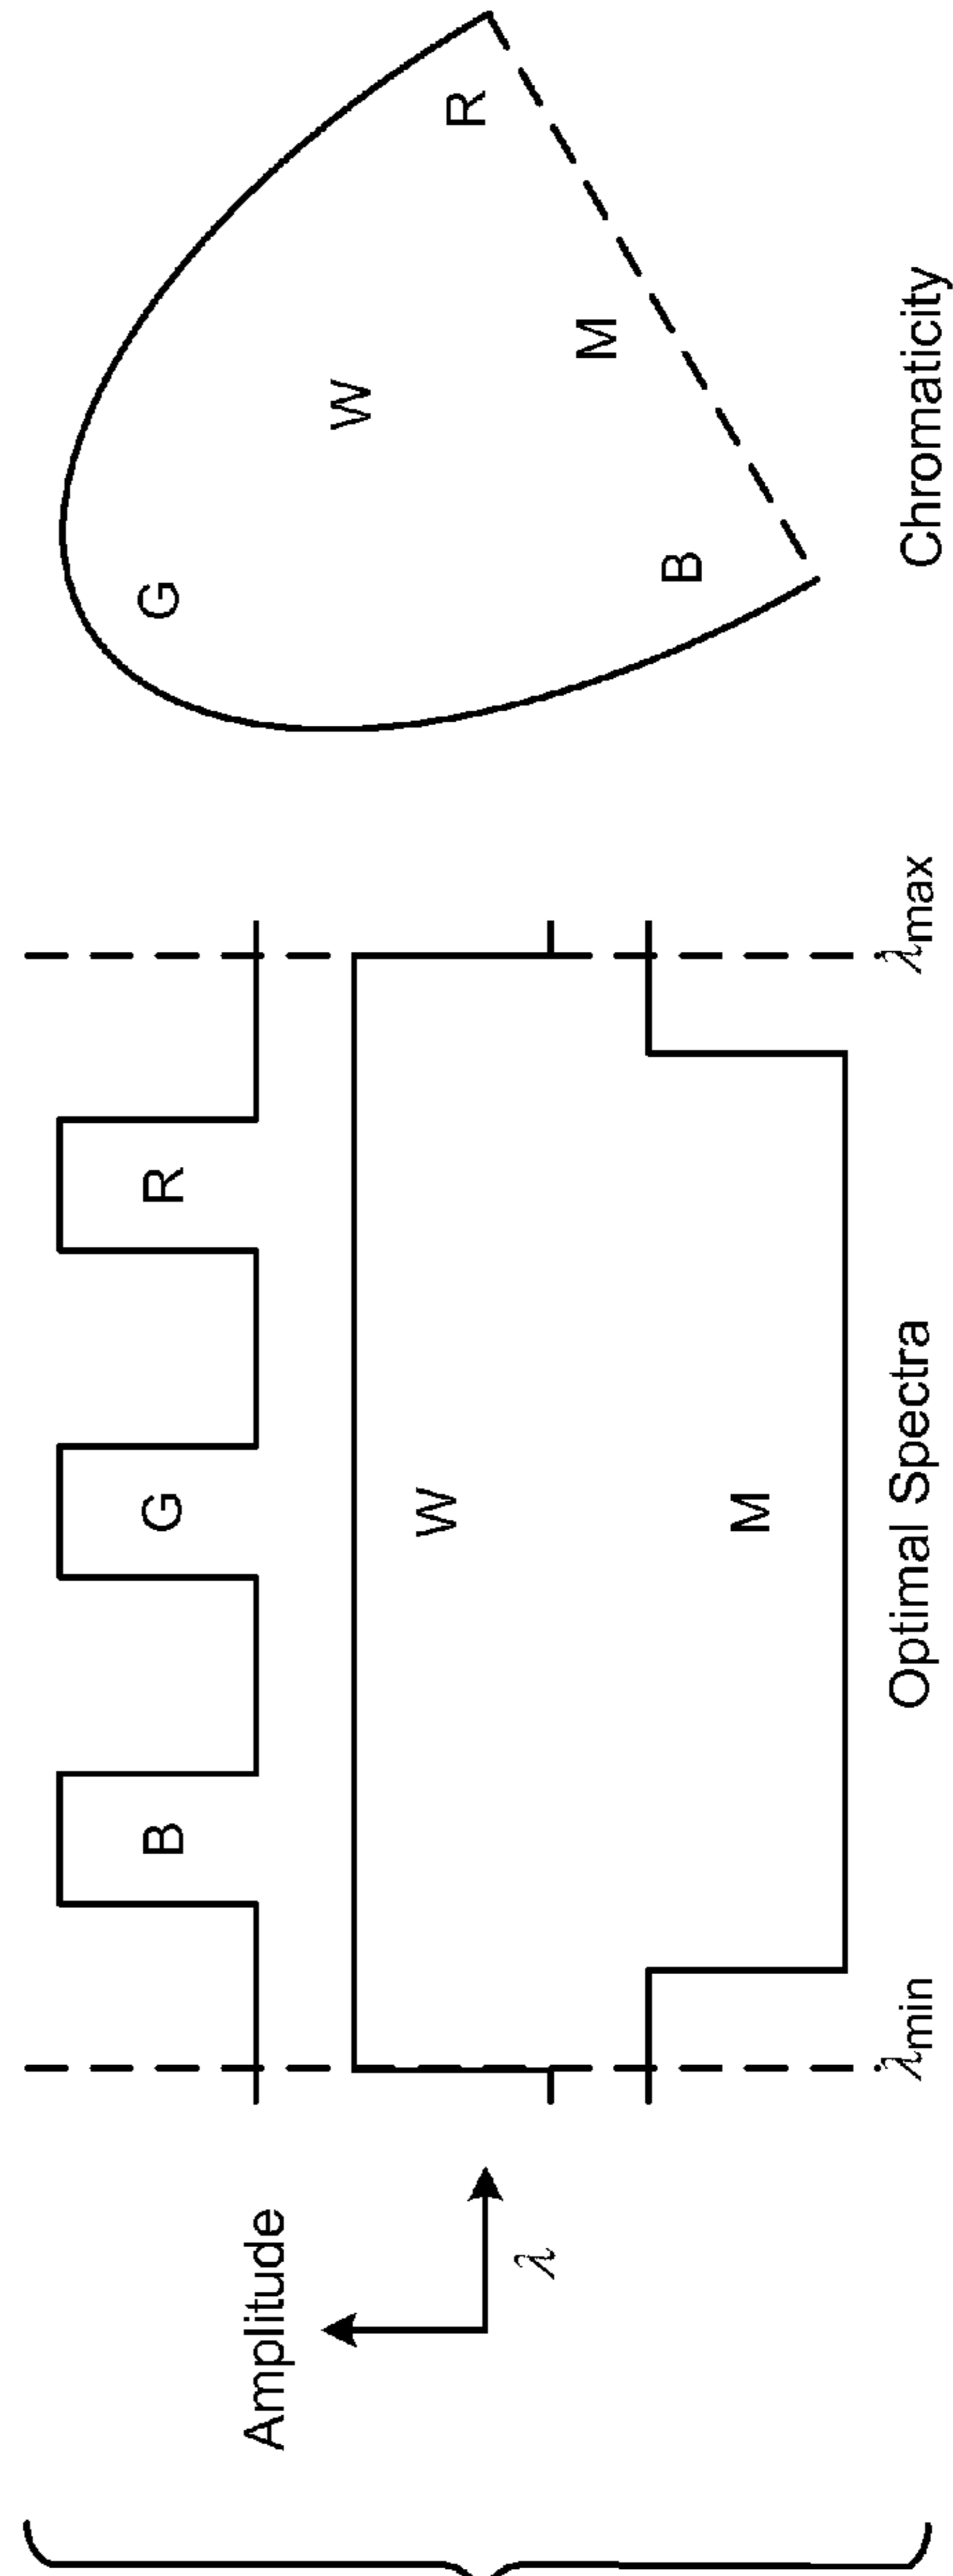 Amplitude
λ
B
G
R
W
M
λmin
λmax
Optimal Spectra
G
W
R
M
B
Chromaticity